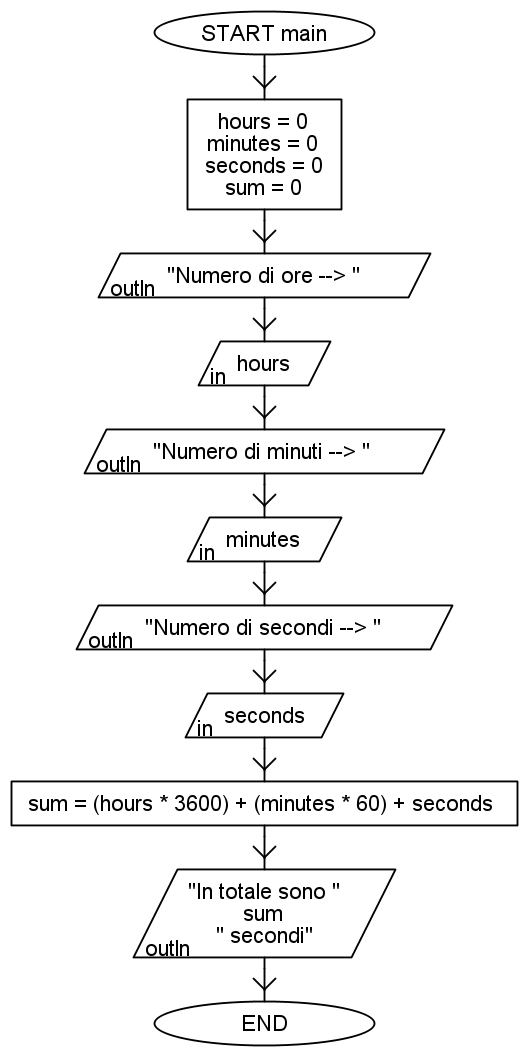 START main
hours = 0
minutes = 0
seconds = 0
sum = 0
"Numero di ore --> "
outln
hours
in
"Numero di minuti --> "
outln
minutes
in
"Numero di secondi --> "
outln
seconds
in
sum = (hours * 3600) + (minutes * 60) + seconds
"In totale sono "
sum
" secondi"
outln
END